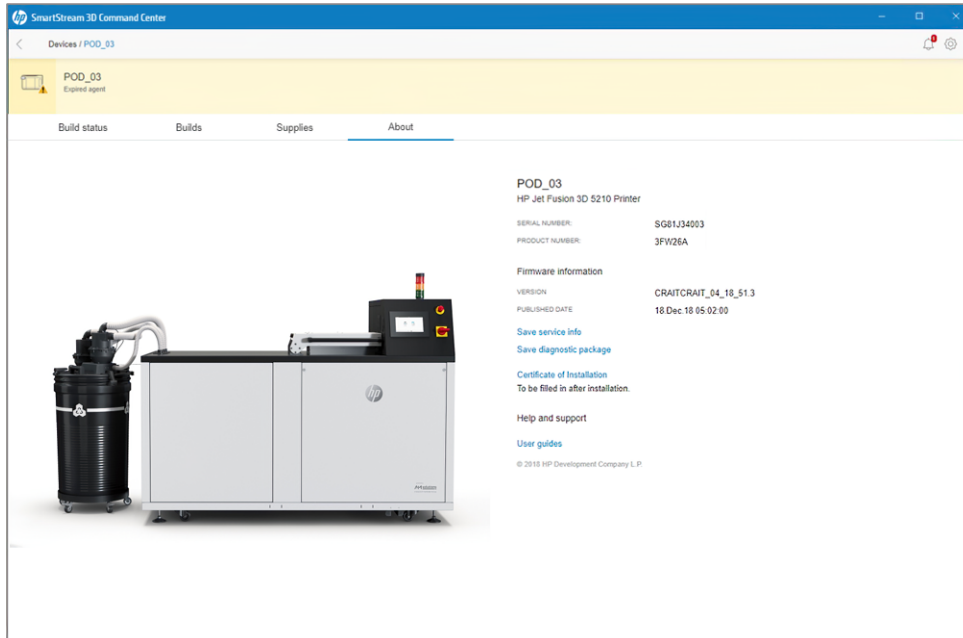 hp SmartStream 3D Command Center
Devices / POD_03
POD_03
Expired agent
Build status Builds Supplies About
POD_03
HP Jet Fusion 3D 5210 Printer
SERIAL NUMBER: SG81J34003
PRODUCT NUMBER: 3FW26A
Firmware information
VERSION CRAITCRAIT_04_18_51.3
PUBLISHED DATE 18.Dec.18 05:02:00
Save service info
Save diagnostic package
Certificate of Installation
To be filled in after installation.
hp
Help and support
User guides
© 2018 HP Development Company L.P.